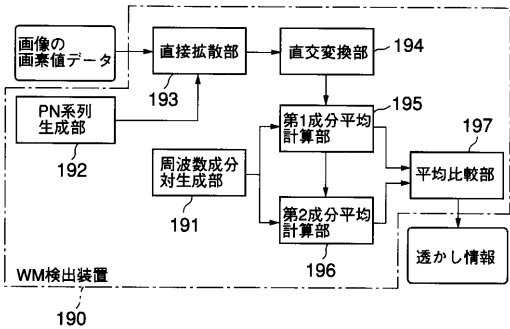 画像の
画素値データ
直接拡散部
193
直交変換部
194
PN系列
生成部
192
第1成分平均
計算部
195
周波数成分
対生成部
191
197
平均比較部
第2成分平均
計算部
196
透かし情報
WM検出装置
190